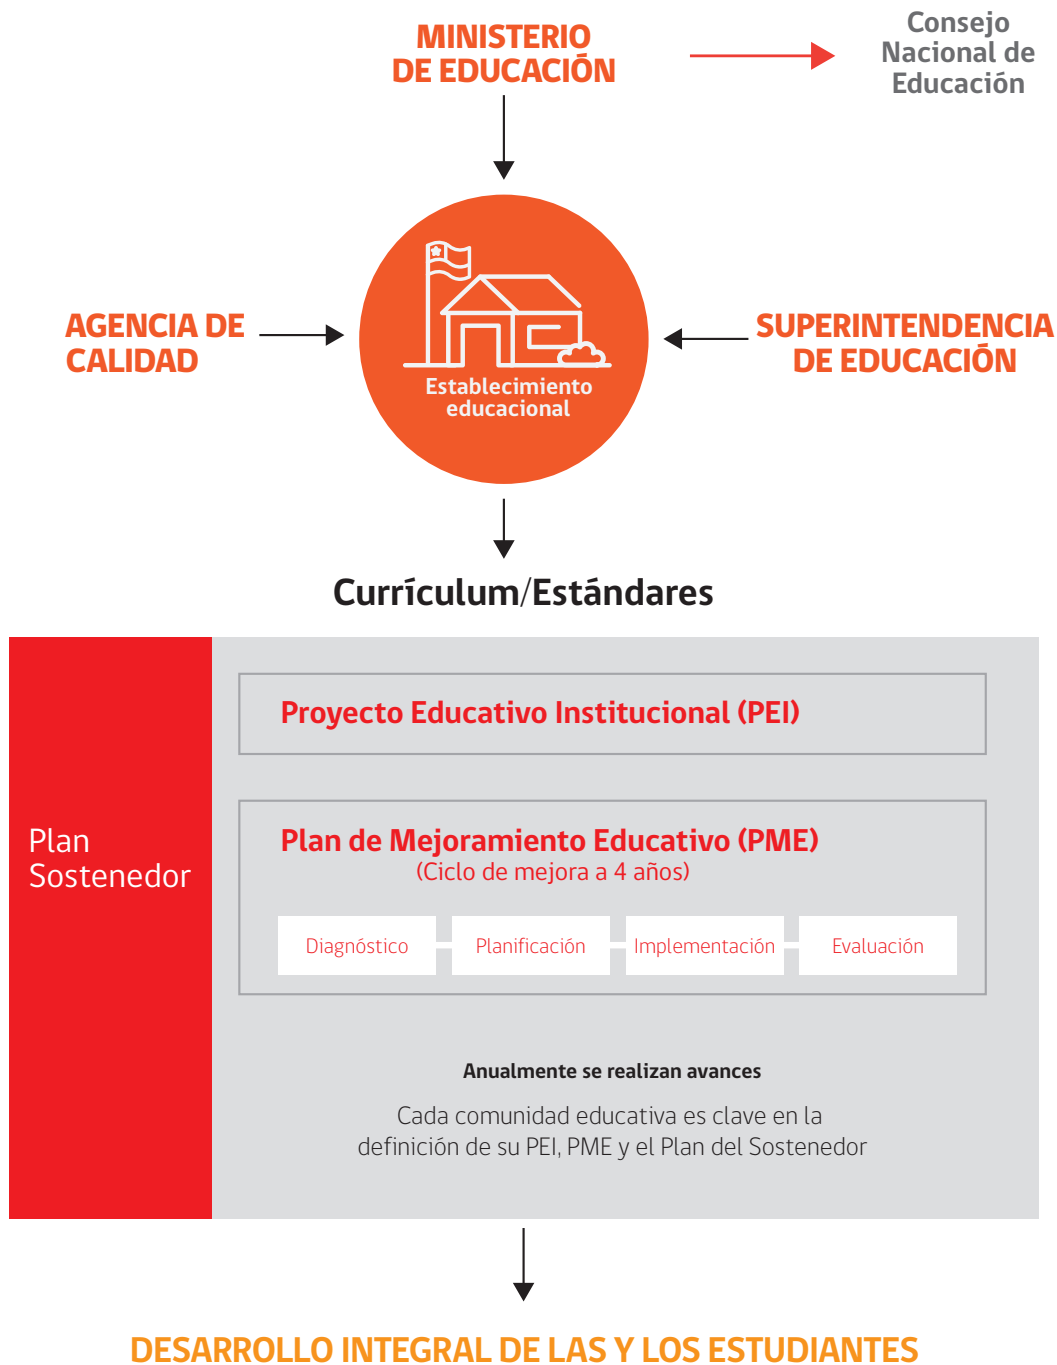 MINISTERIO
DE EDUCACIÓN
Consejo
Nacional de
Educación
AGENCIA DE
CALIDAD
Establecimiento
educacional
SUPERINTENDENCIA
DE EDUCACIÓN
Currículum/Estándares
Plan
Sostenedor
Proyecto Educativo Institucional (PEI)
Plan de Mejoramiento Educativo (PME)
(Ciclo de mejora a 4 años)
Diagnóstico
Planificación
Implementación
Evaluación
Anualmente se realizan avances
Cada comunidad educativa es clave en la
definición de su PEI, PME y el Plan del Sostenedor
DESARROLLO INTEGRAL DE LAS Y LOS ESTUDIANTES